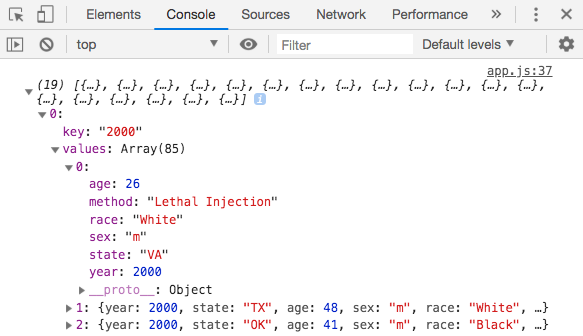 Elements Console Sources Network Performance »
top Filter Default levels
app.js:37
(19) [{…}, {…}, {…}, {…}, {…}, {…}, {…}, {…}, {…}, {…}, {…}, {…}, {…},
{…}, {…}, {…}, {…}, {…}, {…}] i
0:
key: "2000"
values: Array(85)
0:
age: 26
method: "Lethal Injection"
race: "White"
sex: "m"
state: "VA"
year: 2000
__proto__: Object
1: {year: 2000, state: "TX", age: 48, sex: "m", race: "White", …}
2: {year: 2000, state: "OK", age: 41, sex: "m", race: "Black", …}